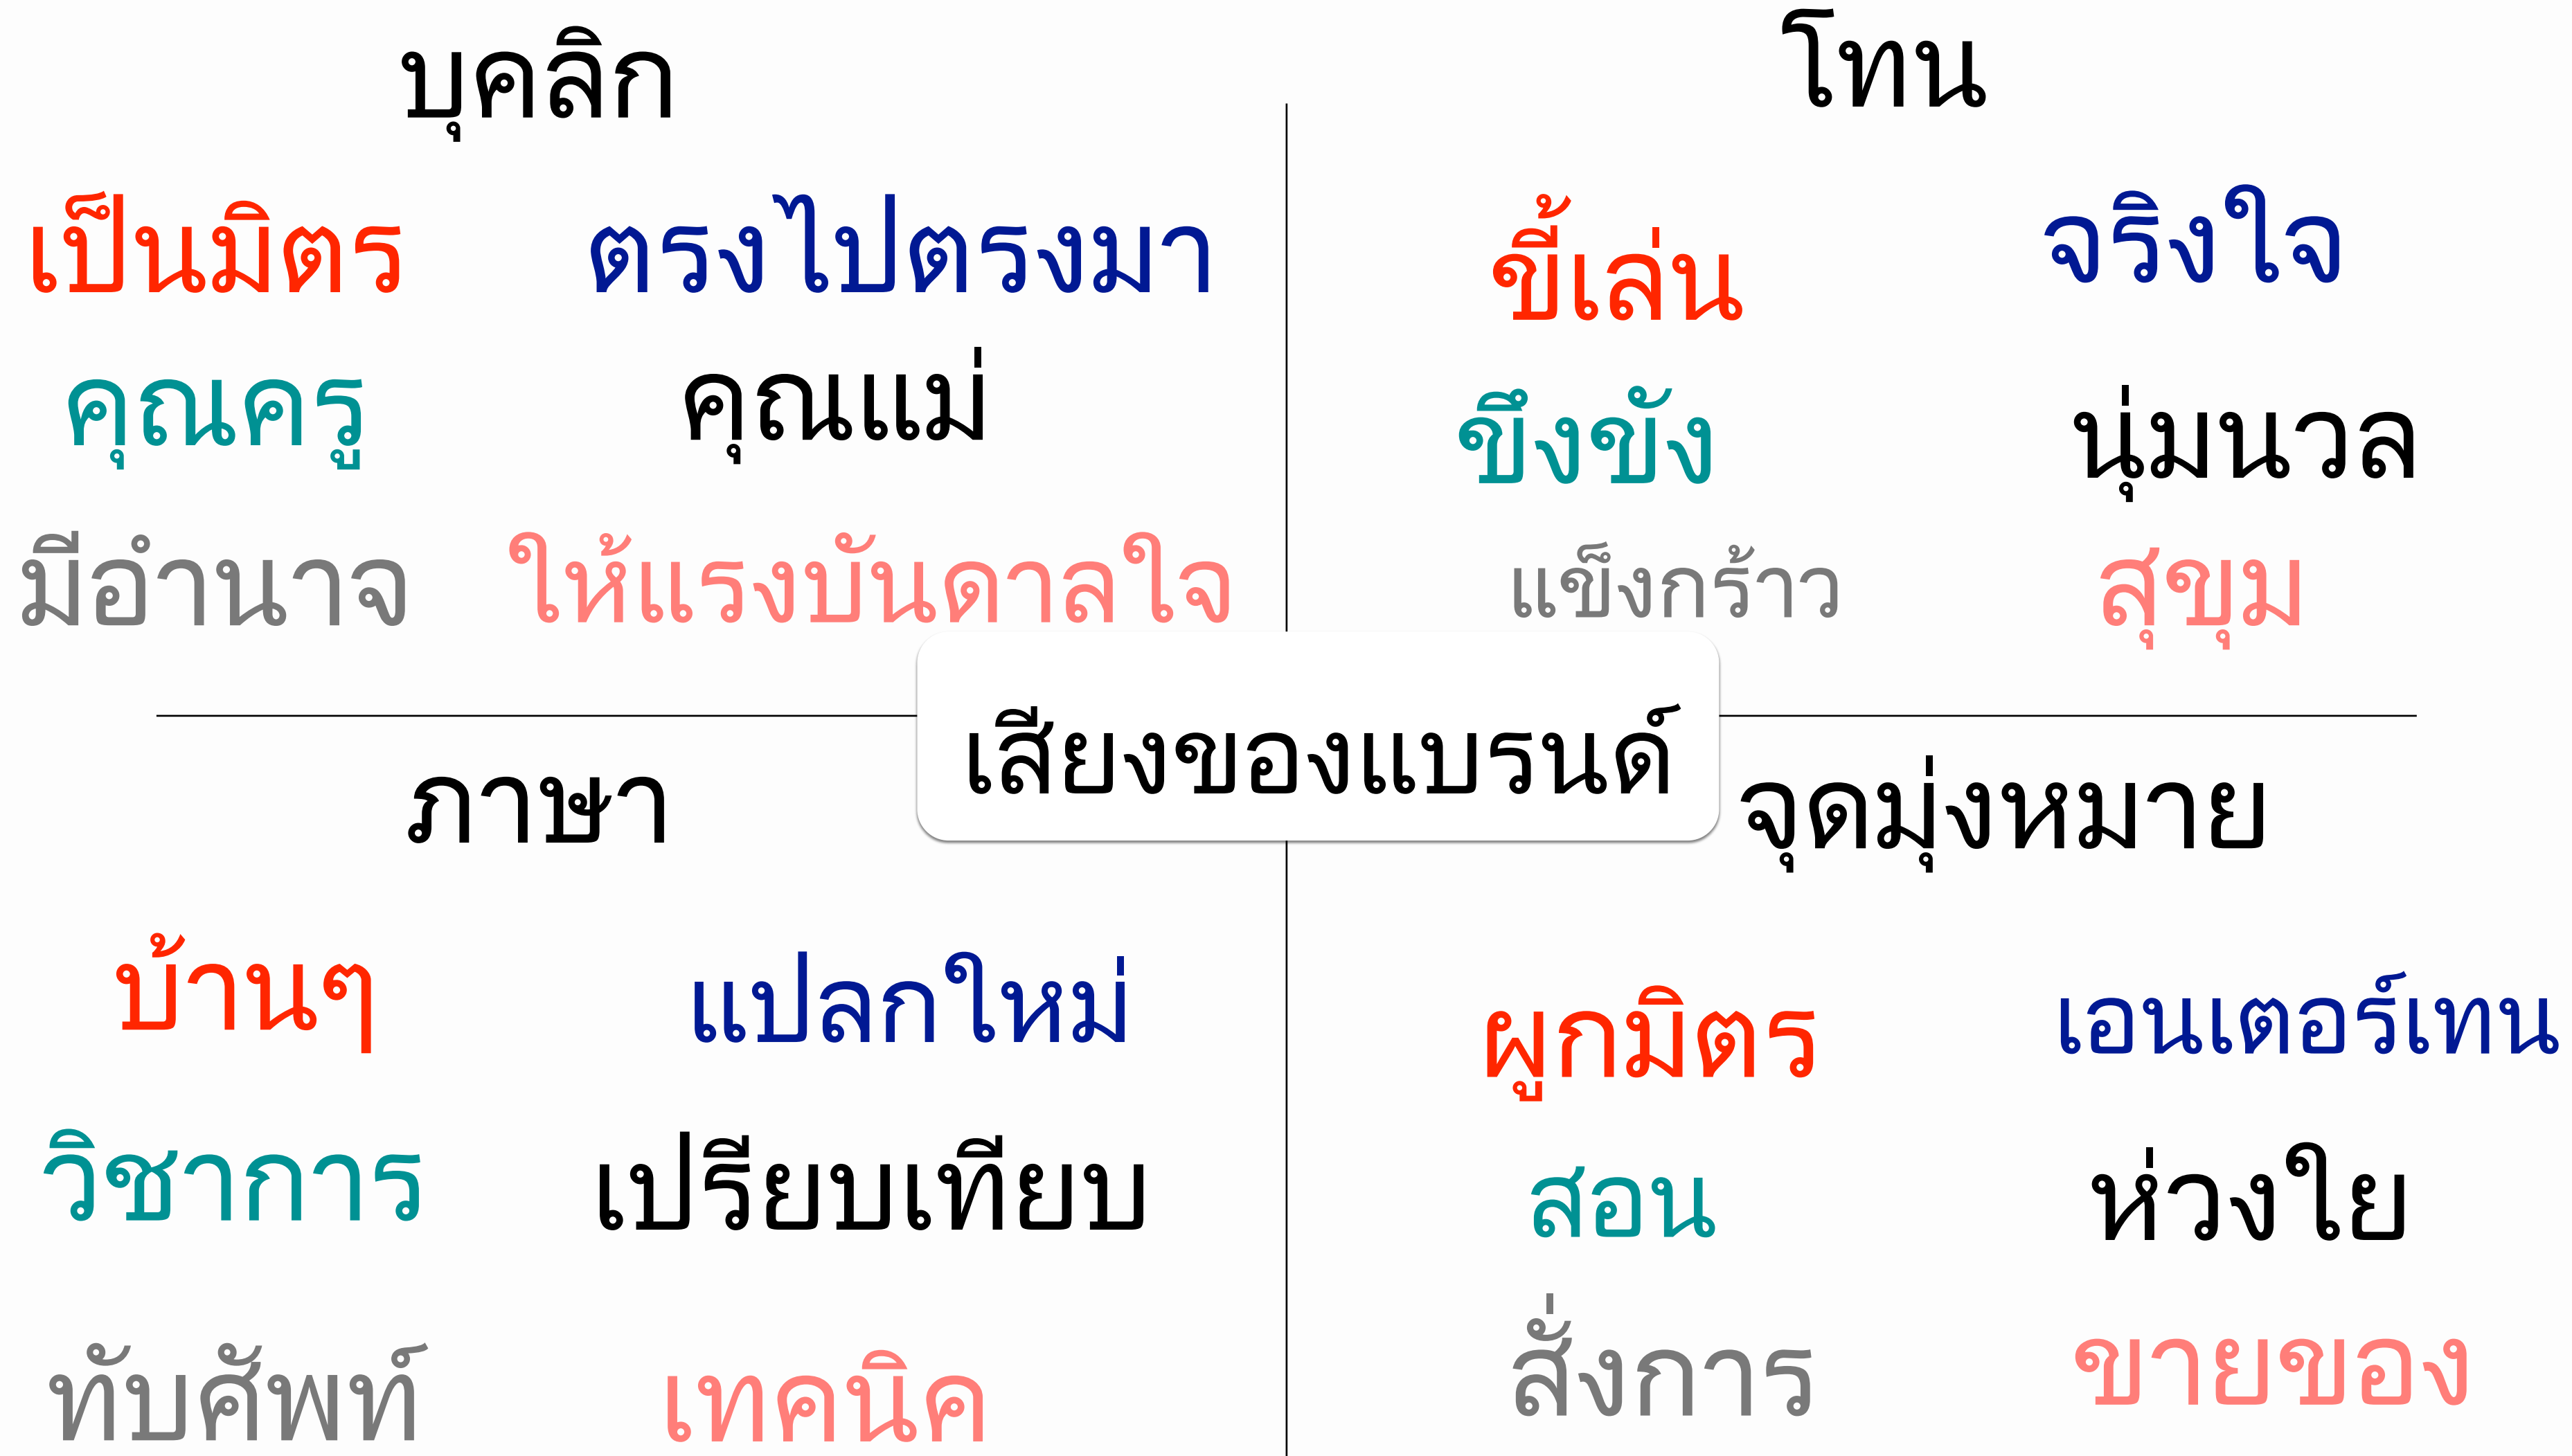 บุคลิก
เป็นมิตร ตรงไปตรงมา
คุณครู คุณแม่
มีอำนาจ ให้แรงบันดาลใจ
โทน
ขี้เล่น จริงใจ
ขึงขัง นุ่มนวล
แข็งกร้าว สุขุม
เสียงของแบรนด์
ภาษา
บ้านๆ แปลกใหม่
วิชาการ เปรียบเทียบ
ทับศัพท์ เทคนิค
จุดมุ่งหมาย
ผูกมิตร เอนเตอร์เทน
สอน ห่วงใย
สั่งการ ขายของ